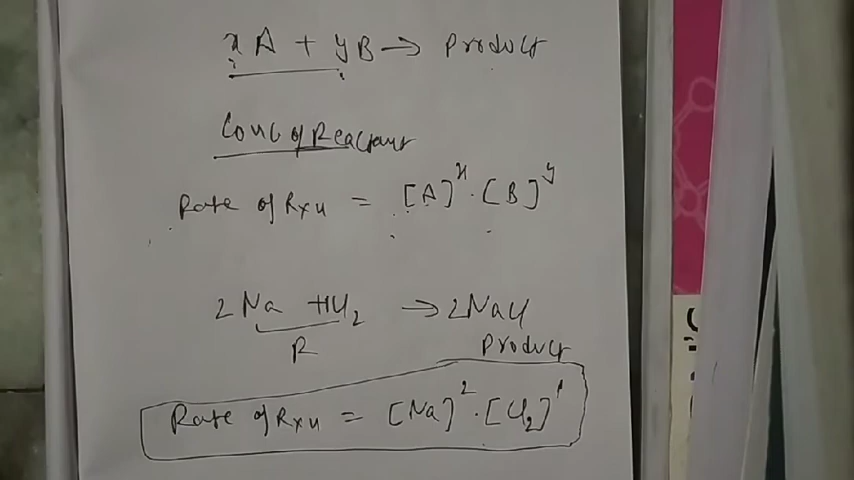 xA + yB → Product
Conc of Reactant
Rate of Rxn = [A]^x . [B]^y
2Na + Cl2 → 2NaCl
R Product
Rate of Rxn = [Na]^2 . [Cl2]^1